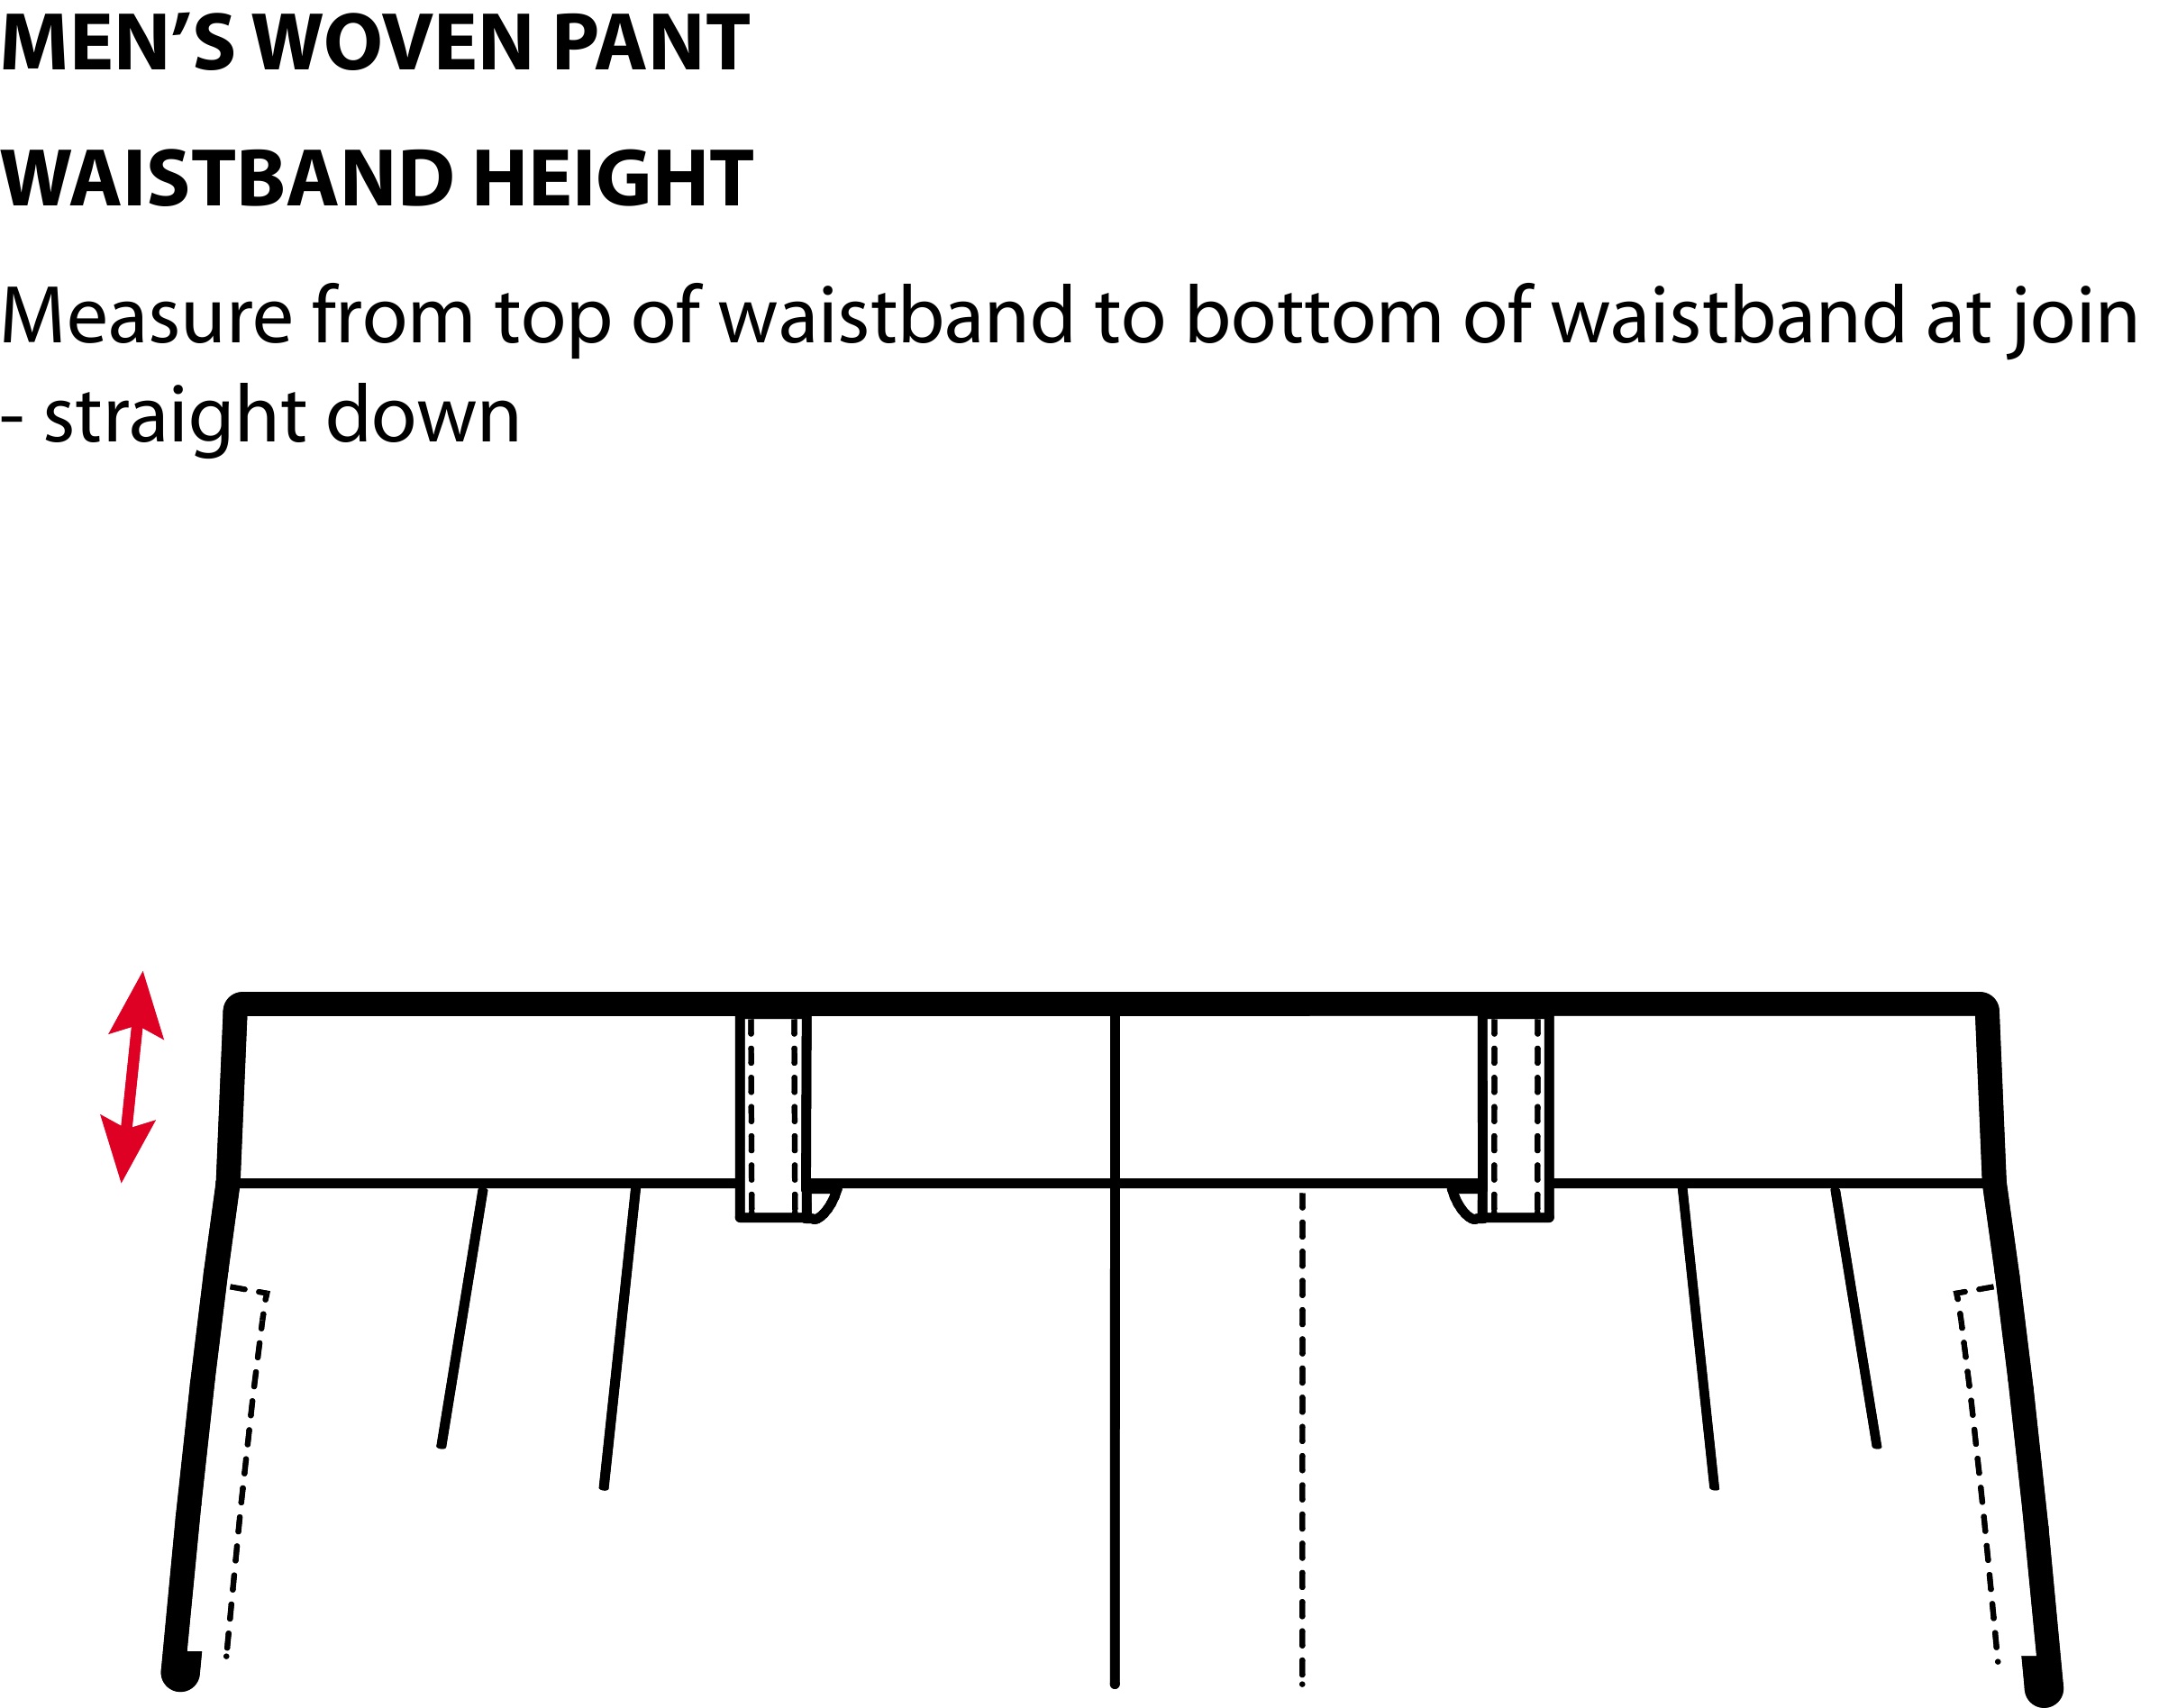 MEN'S WOVEN PANT
WAISTBAND HEIGHT
Measure from top of waistband to bottom of waistband at join
- straight down